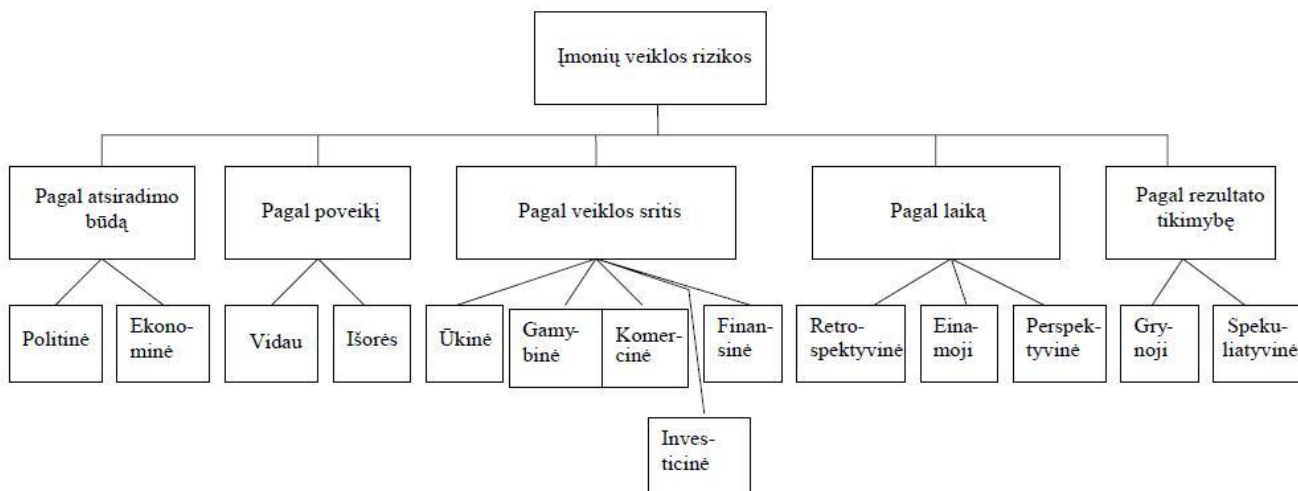 Įmonių veiklos rizikos
Pagal atsiradimo
būdą
Pagal poveikį
Pagal veiklos sritis
Pagal laiką
Pagal rezultato
tikimybę
Politinė
Ekono-
minė
Vidau
Išorės
Ūkinė
Gamy-
binė
Komer-
cinė
Finan-
sinė
Retro-
spektyvinė
Eina-
moji
Perspek-
tyvinė
Gry-
noji
Speku-
liatyvinė
Inves-
ticinė